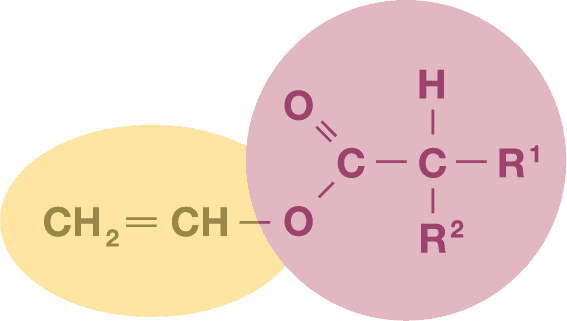 H
O
C — C — R¹
CH₂ = CH — O
R²